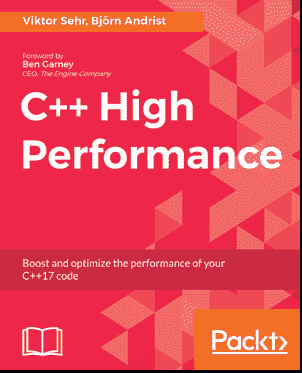 Viktor Sehr, Björn Andrist
Foreword by
Ben Garney
CEO, The Engine Company
C++ High
Performance
Boost and optimize the performance of your
C++17 code
Packt>